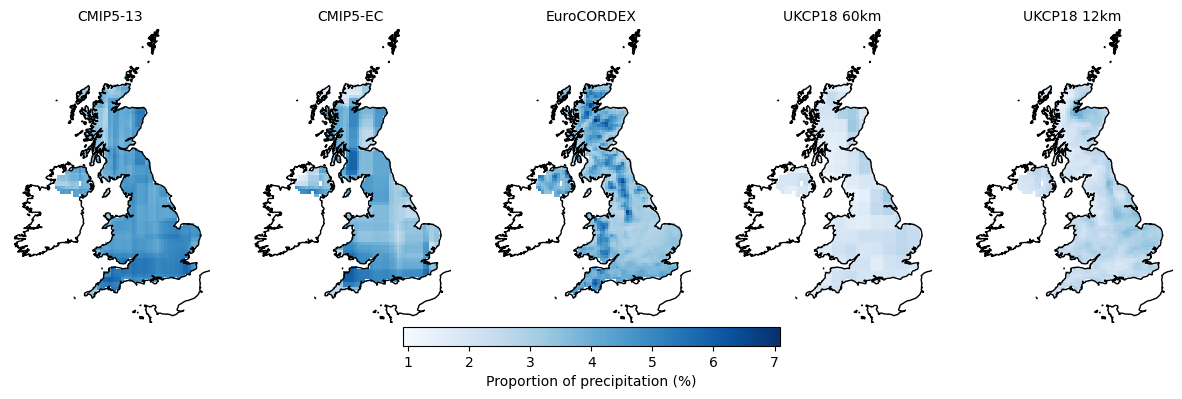 CMIP5-13 CMIP5-EC EuroCORDEX UKCP18 60km UKCP18 12km
1 2 3 4 5 6 7
Proportion of precipitation (%)